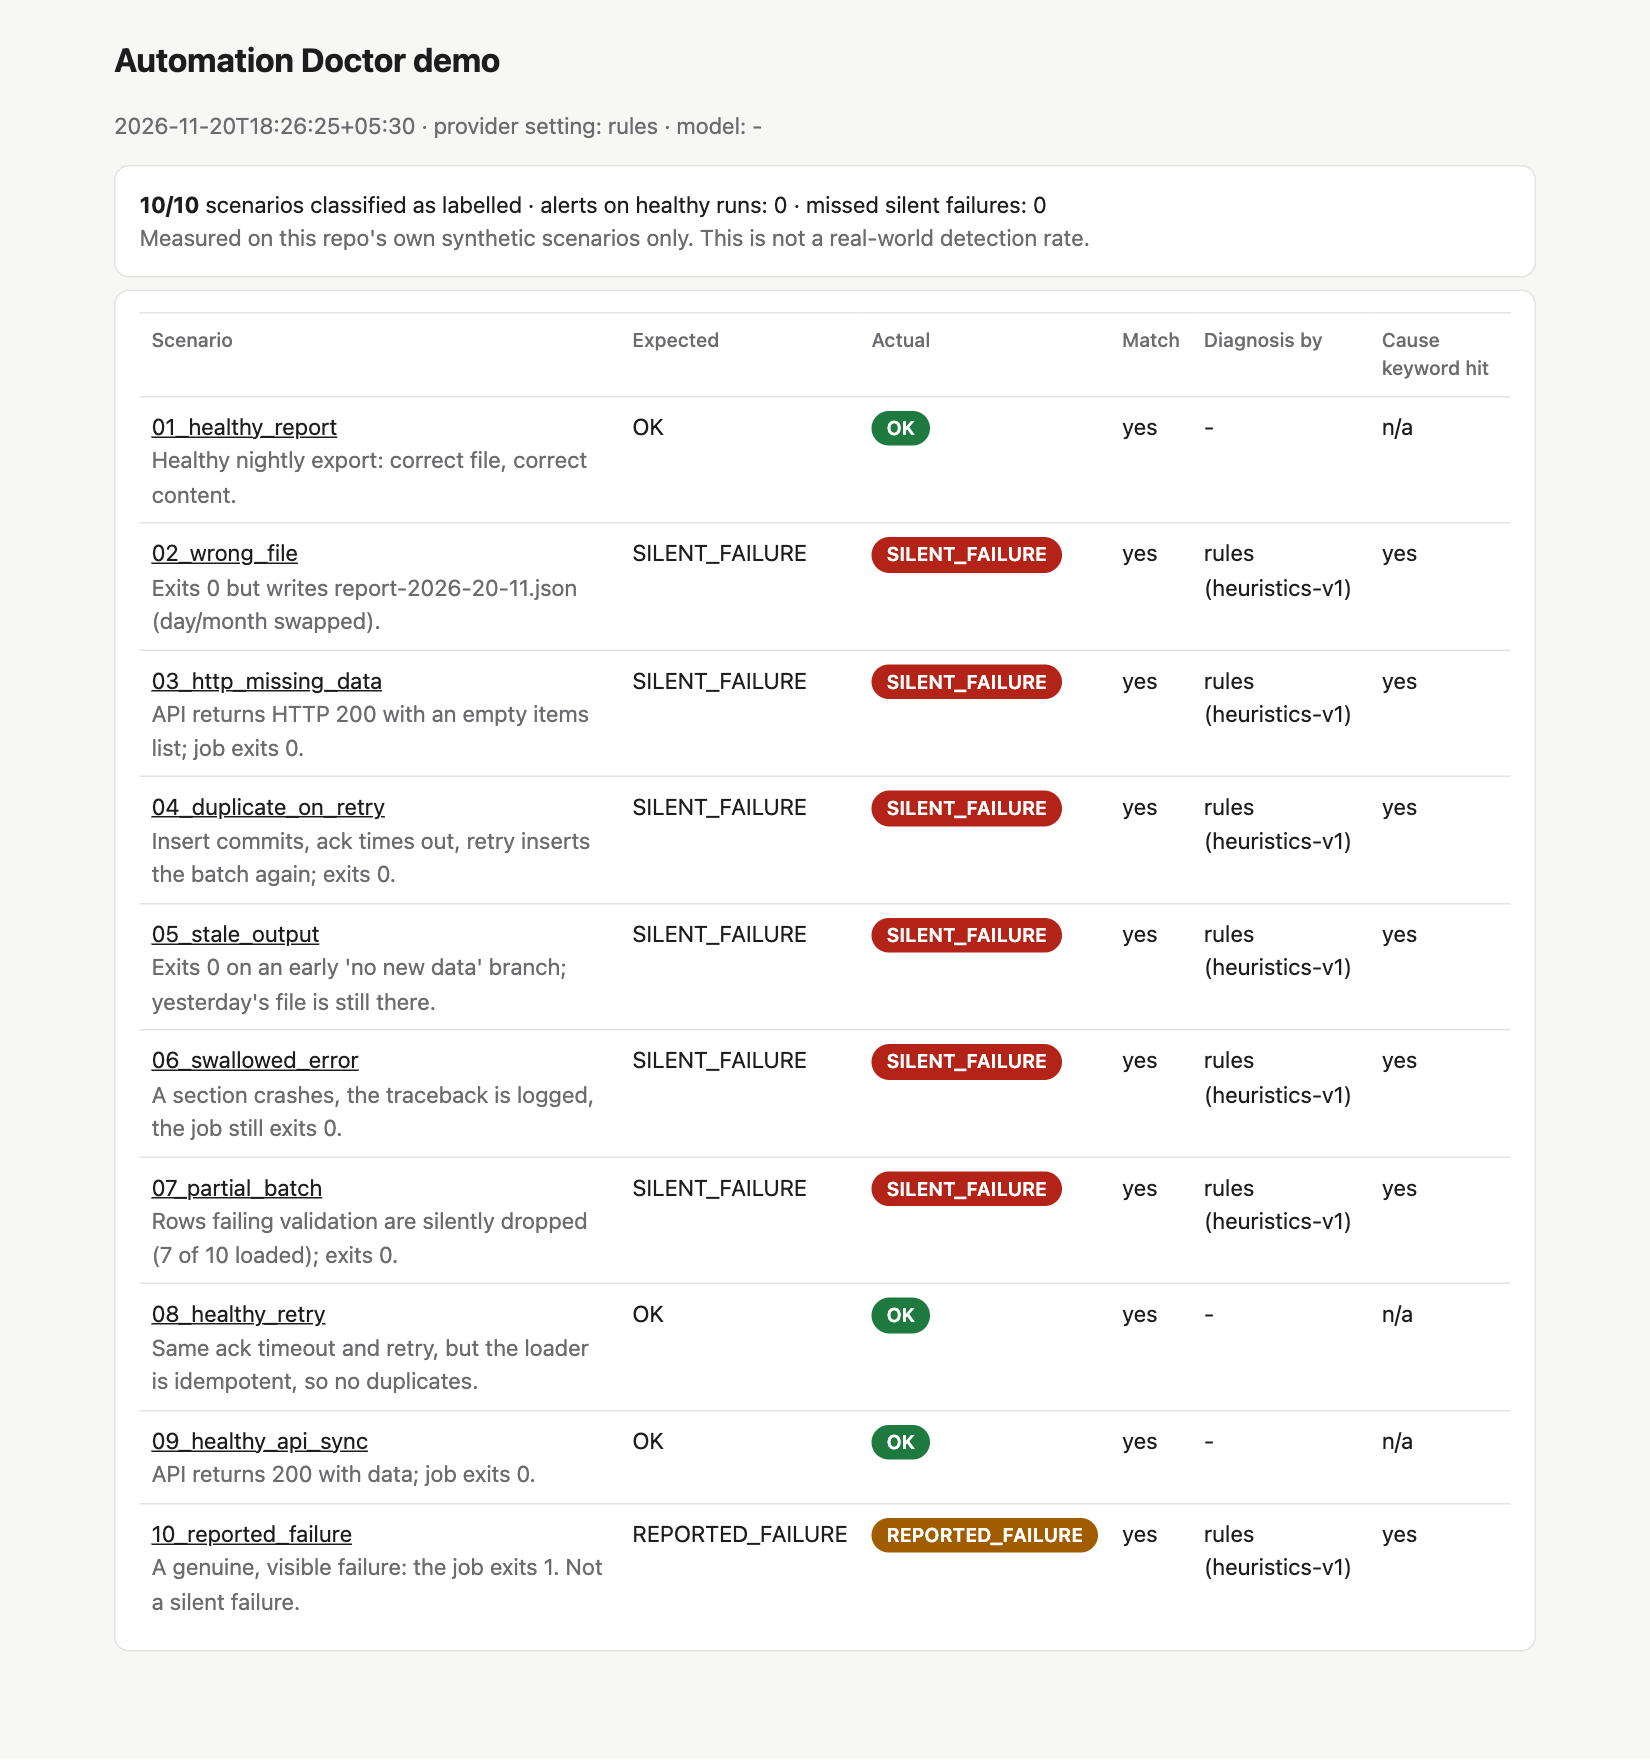 Automation Doctor demo
2026-11-20T18:26:25+05:30 · provider setting: rules · model: -
10/10 scenarios classified as labelled · alerts on healthy runs: 0 · missed silent failures: 0
Measured on this repo's own synthetic scenarios only. This is not a real-world detection rate.
Scenario Expected Actual Match Diagnosis by Cause
keyword hit
01_healthy_report OK OK yes - n/a
Healthy nightly export: correct file, correct
content.
02_wrong_file SILENT_FAILURE SILENT_FAILURE yes rules yes
Exits 0 but writes report-2026-20-11.json (heuristics-v1)
(day/month swapped).
03_http_missing_data SILENT_FAILURE SILENT_FAILURE yes rules yes
API returns HTTP 200 with an empty items (heuristics-v1)
list; job exits 0.
04_duplicate_on_retry SILENT_FAILURE SILENT_FAILURE yes rules yes
Insert commits, ack times out, retry inserts (heuristics-v1)
the batch again; exits 0.
05_stale_output SILENT_FAILURE SILENT_FAILURE yes rules yes
Exits 0 on an early 'no new data' branch; (heuristics-v1)
yesterday's file is still there.
06_swallowed_error SILENT_FAILURE SILENT_FAILURE yes rules yes
A section crashes, the traceback is logged, (heuristics-v1)
the job still exits 0.
07_partial_batch SILENT_FAILURE SILENT_FAILURE yes rules yes
Rows failing validation are silently dropped (heuristics-v1)
(7 of 10 loaded); exits 0.
08_healthy_retry OK OK yes - n/a
Same ack timeout and retry, but the loader
is idempotent, so no duplicates.
09_healthy_api_sync OK OK yes - n/a
API returns 200 with data; job exits 0.
10_reported_failure REPORTED_FAILURE REPORTED_FAILURE yes rules yes
A genuine, visible failure: the job exits 1. Not (heuristics-v1)
a silent failure.